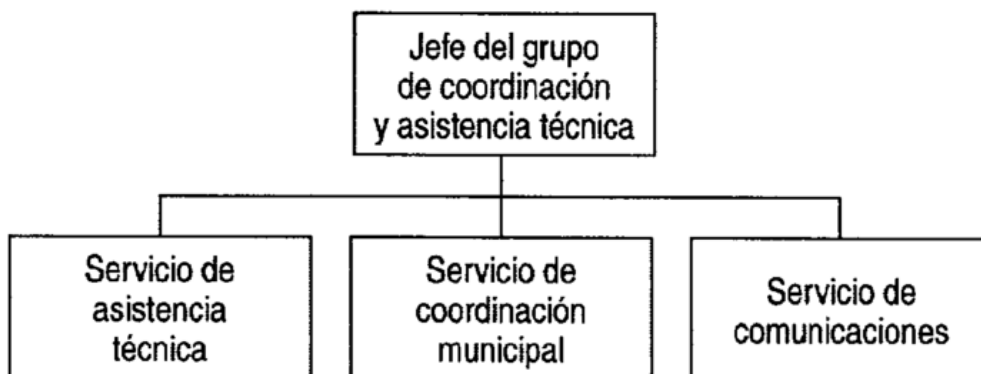 Jefe del grupo
de coordinación
y asistencia técnica
Servicio de
asistencia
técnica
Servicio de
coordinación
municipal
Servicio de
comunicaciones